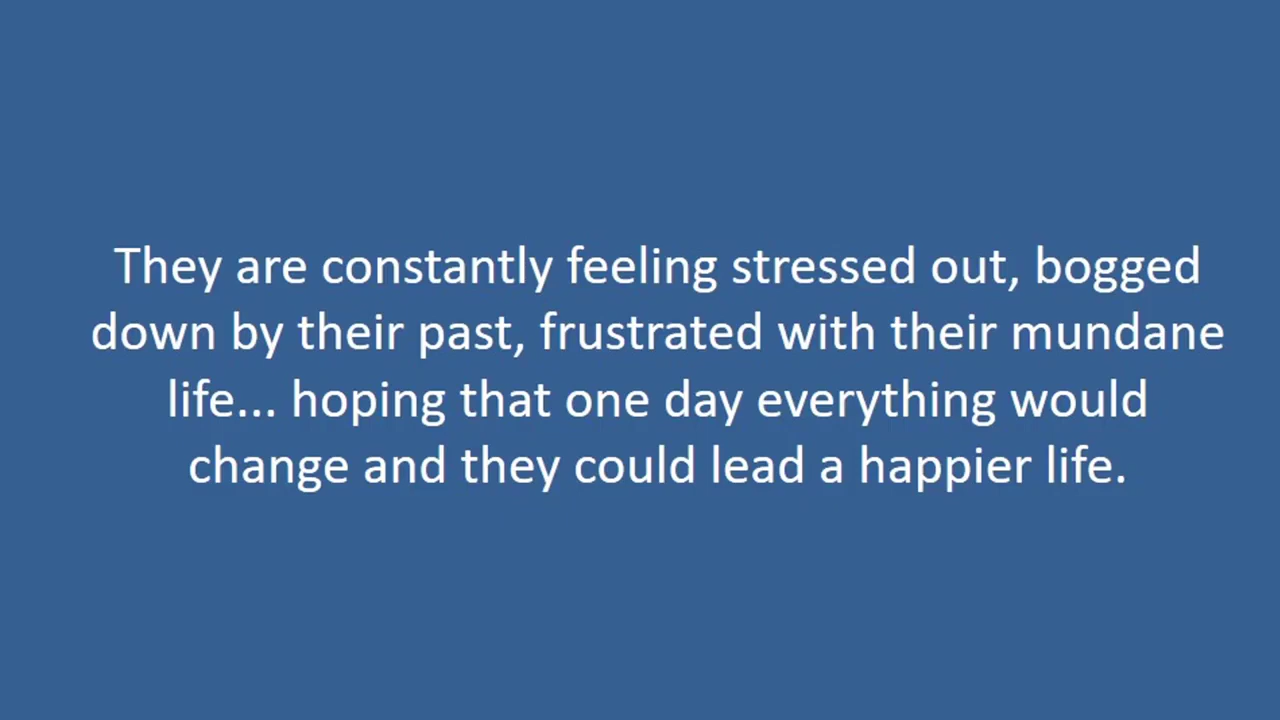 They are constantly feeling stressed out, bogged
down by their past, frustrated with their mundane
life... hoping that one day everything would
change and they could lead a happier life.